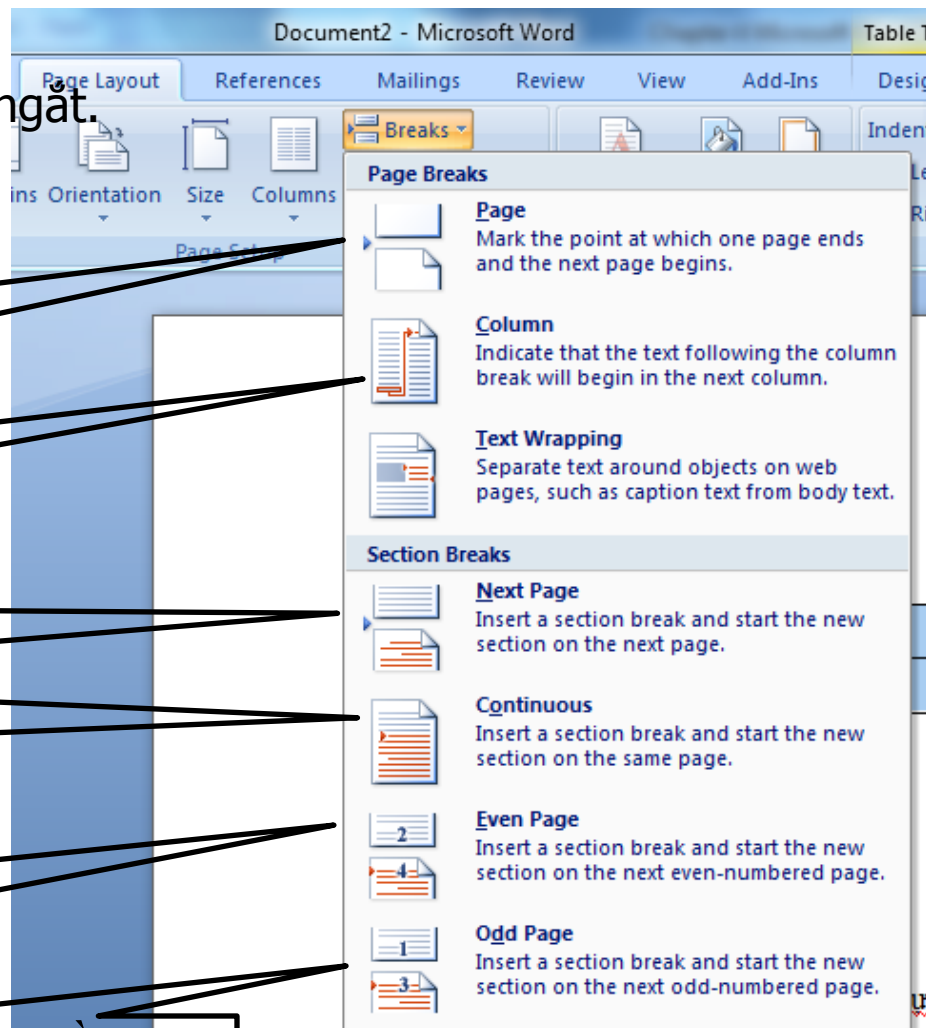 Document2 - Microsoft Word
Table T
Page Layout References Mailings Review View Add-Ins Desig
ngắt.
Breaks
Inden
ins Orientation Size Columns
Le
Ri
Page Setup
Page Breaks
Page
Mark the point at which one page ends
and the next page begins.
Column
Indicate that the text following the column
break will begin in the next column.
Text Wrapping
Separate text around objects on web
pages, such as caption text from body text.
Section Breaks
Next Page
Insert a section break and start the new
section on the next page.
Continuous
Insert a section break and start the new
section on the same page.
Even Page
Insert a section break and start the new
section on the next even-numbered page.
Odd Page
Insert a section break and start the new
section on the next odd-numbered page.